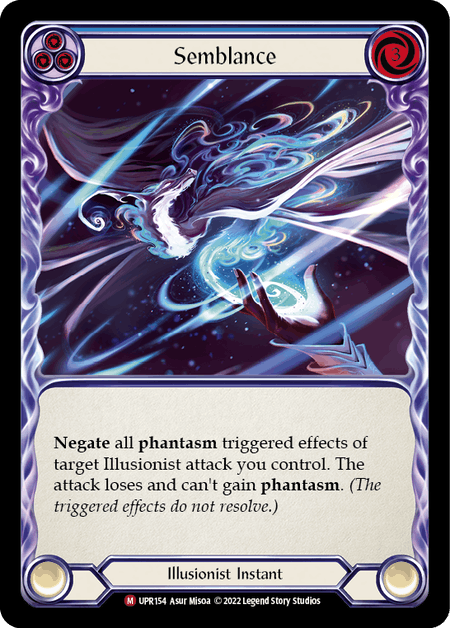 Semblance
3
Negate all phantasm triggered effects of
target Illusionist attack you control. The
attack loses and can't gain phantasm. (The
triggered effects do not resolve.)
Illusionist Instant
M UPR154 Asur Misoa © 2022 Legend Story Studios